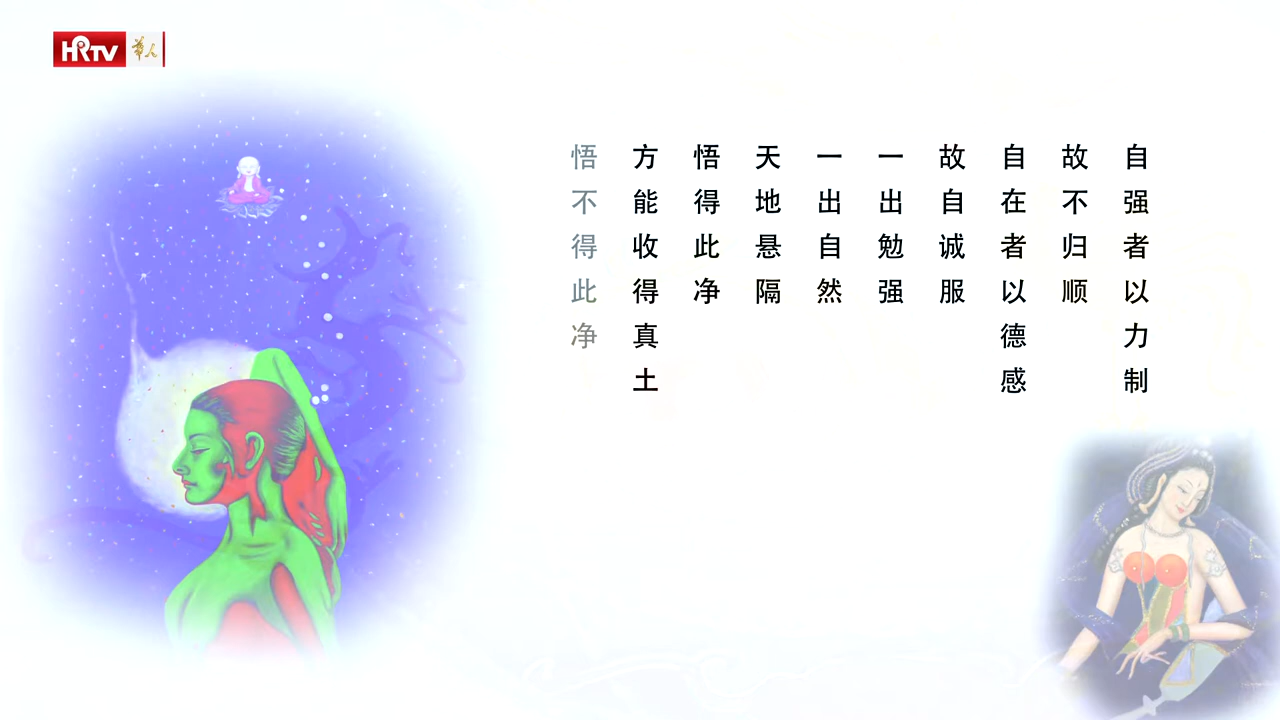 HRTV 華人
自强者以力制
故不归顺
自在者以德感
故自诚服
一出勉强
一出自然
天地悬隔
悟得此净
方能收得真土
悟不得此净